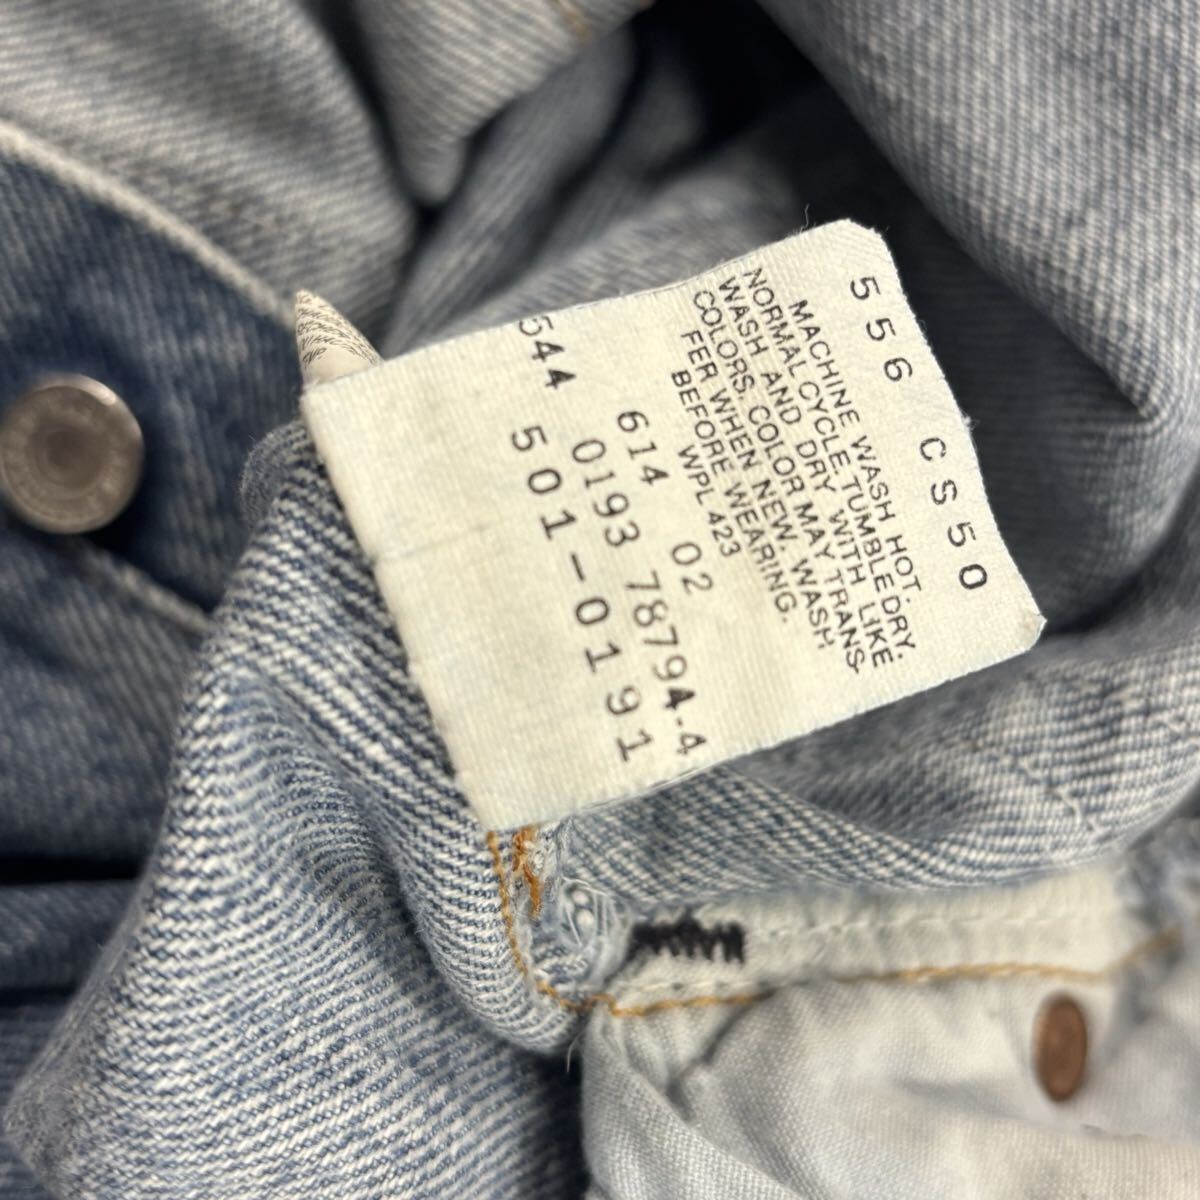 556 CS50
MACHINE WASH HOT.
NORMAL CYCLE. TUMBLE DRY.
WASH AND DRY WITH LIKE
COLORS. COLOR MAY TRANS-
FER WHEN NEW. WASH
BEFORE WEARING.
WPL 423
614 02
0193 78794-4
544 501-0191